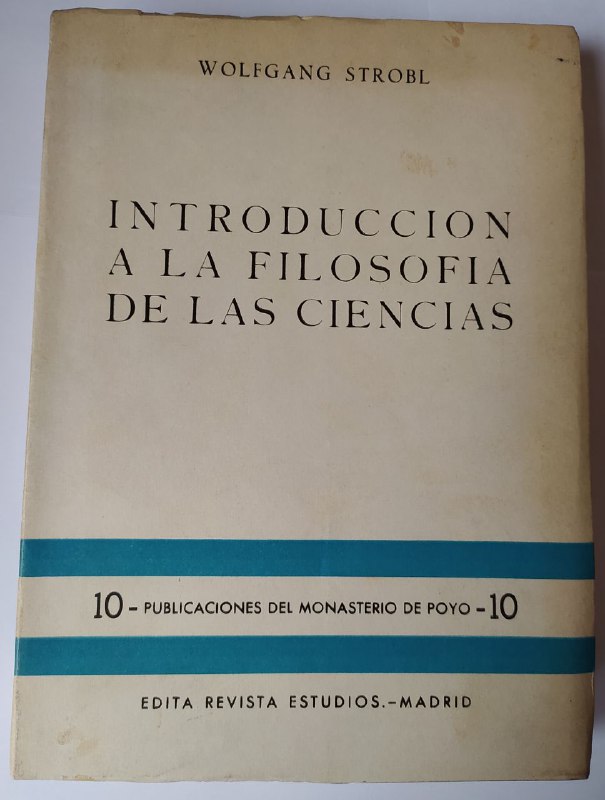 WOLFGANG STROBL
INTRODUCCION
A LA FILOSOFIA
DE LAS CIENCIAS
10 - PUBLICACIONES DEL MONASTERIO DE POYO - 10
EDITA REVISTA ESTUDIOS.-MADRID